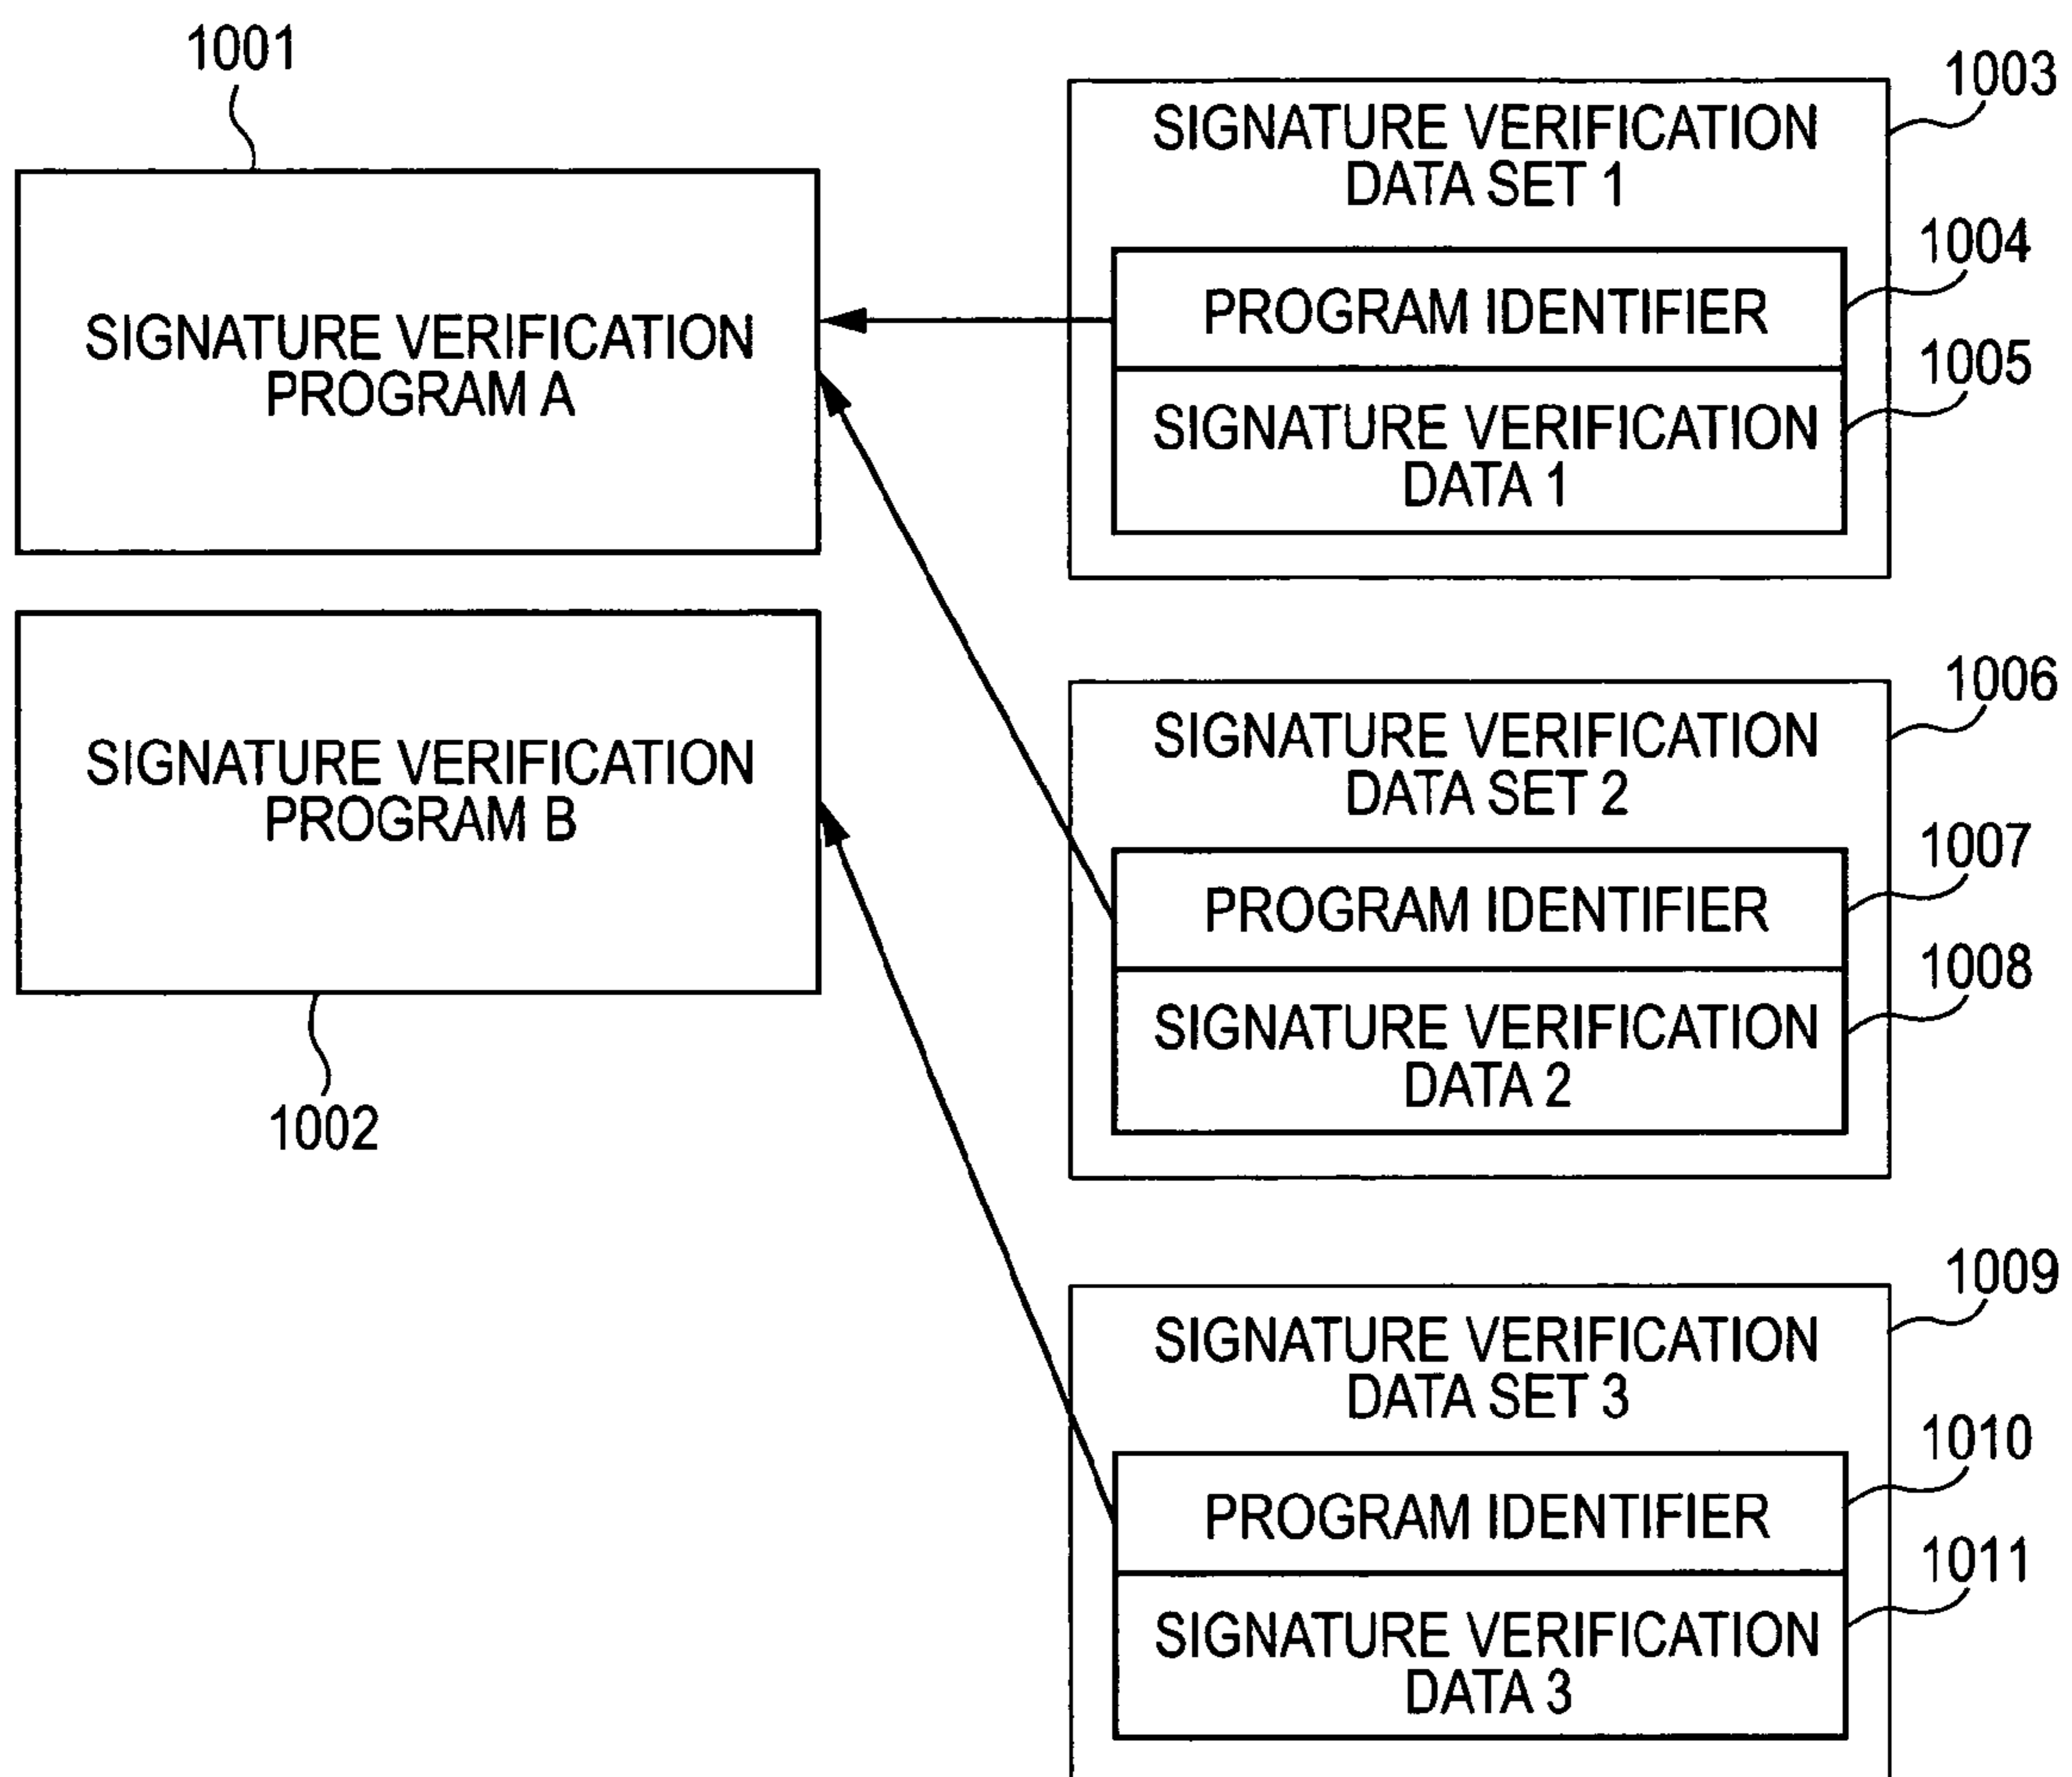 1001
SIGNATURE VERIFICATION
PROGRAM A
SIGNATURE VERIFICATION
PROGRAM B
1002
1003
SIGNATURE VERIFICATION
DATA SET 1
1004
PROGRAM IDENTIFIER
1005
SIGNATURE VERIFICATION
DATA 1
1006
SIGNATURE VERIFICATION
DATA SET 2
1007
PROGRAM IDENTIFIER
1008
SIGNATURE VERIFICATION
DATA 2
1009
SIGNATURE VERIFICATION
DATA SET 3
1010
PROGRAM IDENTIFIER
1011
SIGNATURE VERIFICATION
DATA 3